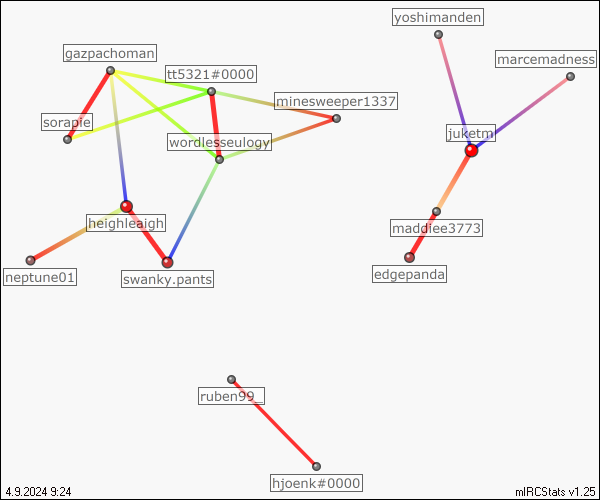 yoshimanden
gazpachoman
marcemadness
tt5321#0000
minesweeper1337
sorapie
juketm
wordlesseulogy
heighleaigh
maddiee3773
neptune01
swanky.pants
edgepanda
ruben99_
hjoenk#0000
4.9.2024 9:24
mIRCStats v1.25